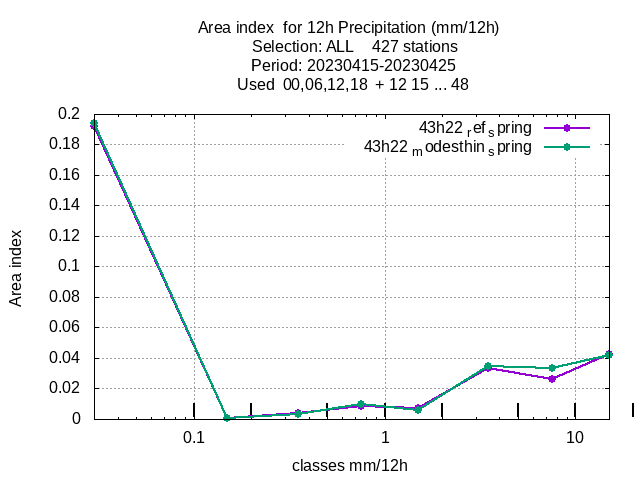 Area index  for 12h Precipitation (mm/12h)
Selection: ALL    427 stations
Period: 20230415-20230425
Used  00,06,12,18  + 12 15 ... 48
43h22 ref spring
43h22 modesthin spring
0.2
0.18
0.16
0.14
0.12
0.1
0.08
0.06
0.04
0.02
0
Area index
0.1
1
10
classes mm/12h